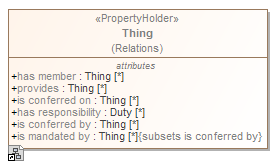 «PropertyHolder»
Thing
(Relations)
attributes
+has member : Thing [*]
+provides : Thing [*]
+is conferred on : Thing [*]
+has responsibility : Duty [*]
+is conferred by : Thing [*]
+is mandated by : Thing [*]{subsets is conferred by}